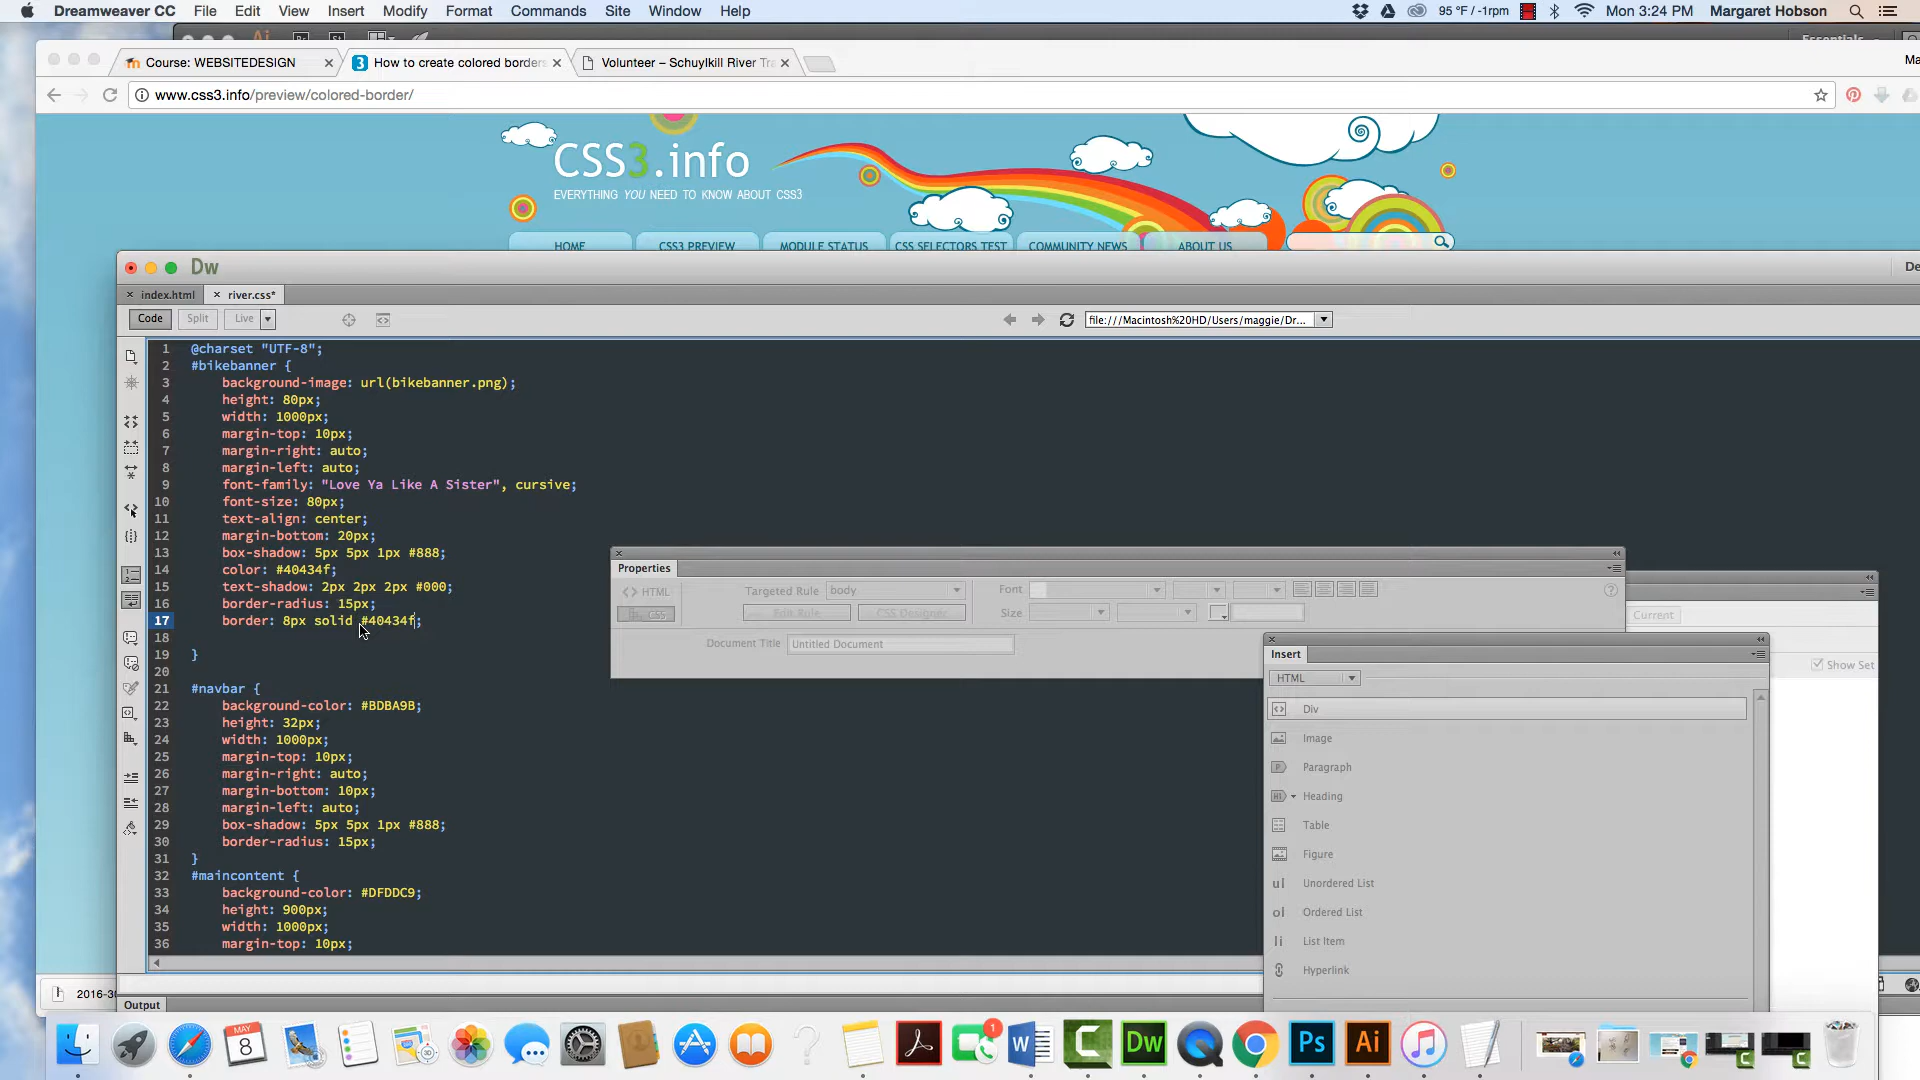 Dreamweaver CC File Edit View Insert Modify Format Commands Site Window Help 95 °F / -1rpm Mon 3:24 PM Margaret Hobson
Course: WEBSITEDESIGN How to create colored borders Volunteer – Schuylkill River Tra
www.css3.info/preview/colored-border/
CSS3.info
EVERYTHING YOU NEED TO KNOW ABOUT CSS3
HOME CSS3 PREVIEW MODULE STATUS CSS SELECTORS TEST COMMUNITY NEWS ABOUT US
Dw
index.html river.css*
Code Split Live file:///Macintosh%20HD/Users/maggie/Dr...
1 @charset "UTF-8";
2 #bikebanner {
3 background-image: url(bikebanner.png);
4 height: 80px;
5 width: 1000px;
6 margin-top: 10px;
7 margin-right: auto;
8 margin-left: auto;
9 font-family: "Love Ya Like A Sister", cursive;
10 font-size: 80px;
11 text-align: center;
12 margin-bottom: 20px;
13 box-shadow: 5px 5px 1px #888;
14 color: #40434f;
15 text-shadow: 2px 2px 2px #000;
16 border-radius: 15px;
17 border: 8px solid #40434f;
18
19 }
20
21 #navbar {
22 background-color: #BDBA9B;
23 height: 32px;
24 width: 1000px;
25 margin-top: 10px;
26 margin-right: auto;
27 margin-bottom: 10px;
28 margin-left: auto;
29 box-shadow: 5px 5px 1px #888;
30 border-radius: 15px;
31 }
32 #maincontent {
33 background-color: #DFDDC9;
34 height: 900px;
35 width: 1000px;
36 margin-top: 10px;
Properties
HTML Targeted Rule body Font
CSS Edit Rule CSS Designer Size
Document Title Untitled Document
Current
Show Set
Insert
HTML
Div
Image
Paragraph
Heading
Table
Figure
ul Unordered List
ol Ordered List
li List Item
Hyperlink
Output
MAY
8
1
Dw
Ps
Ai